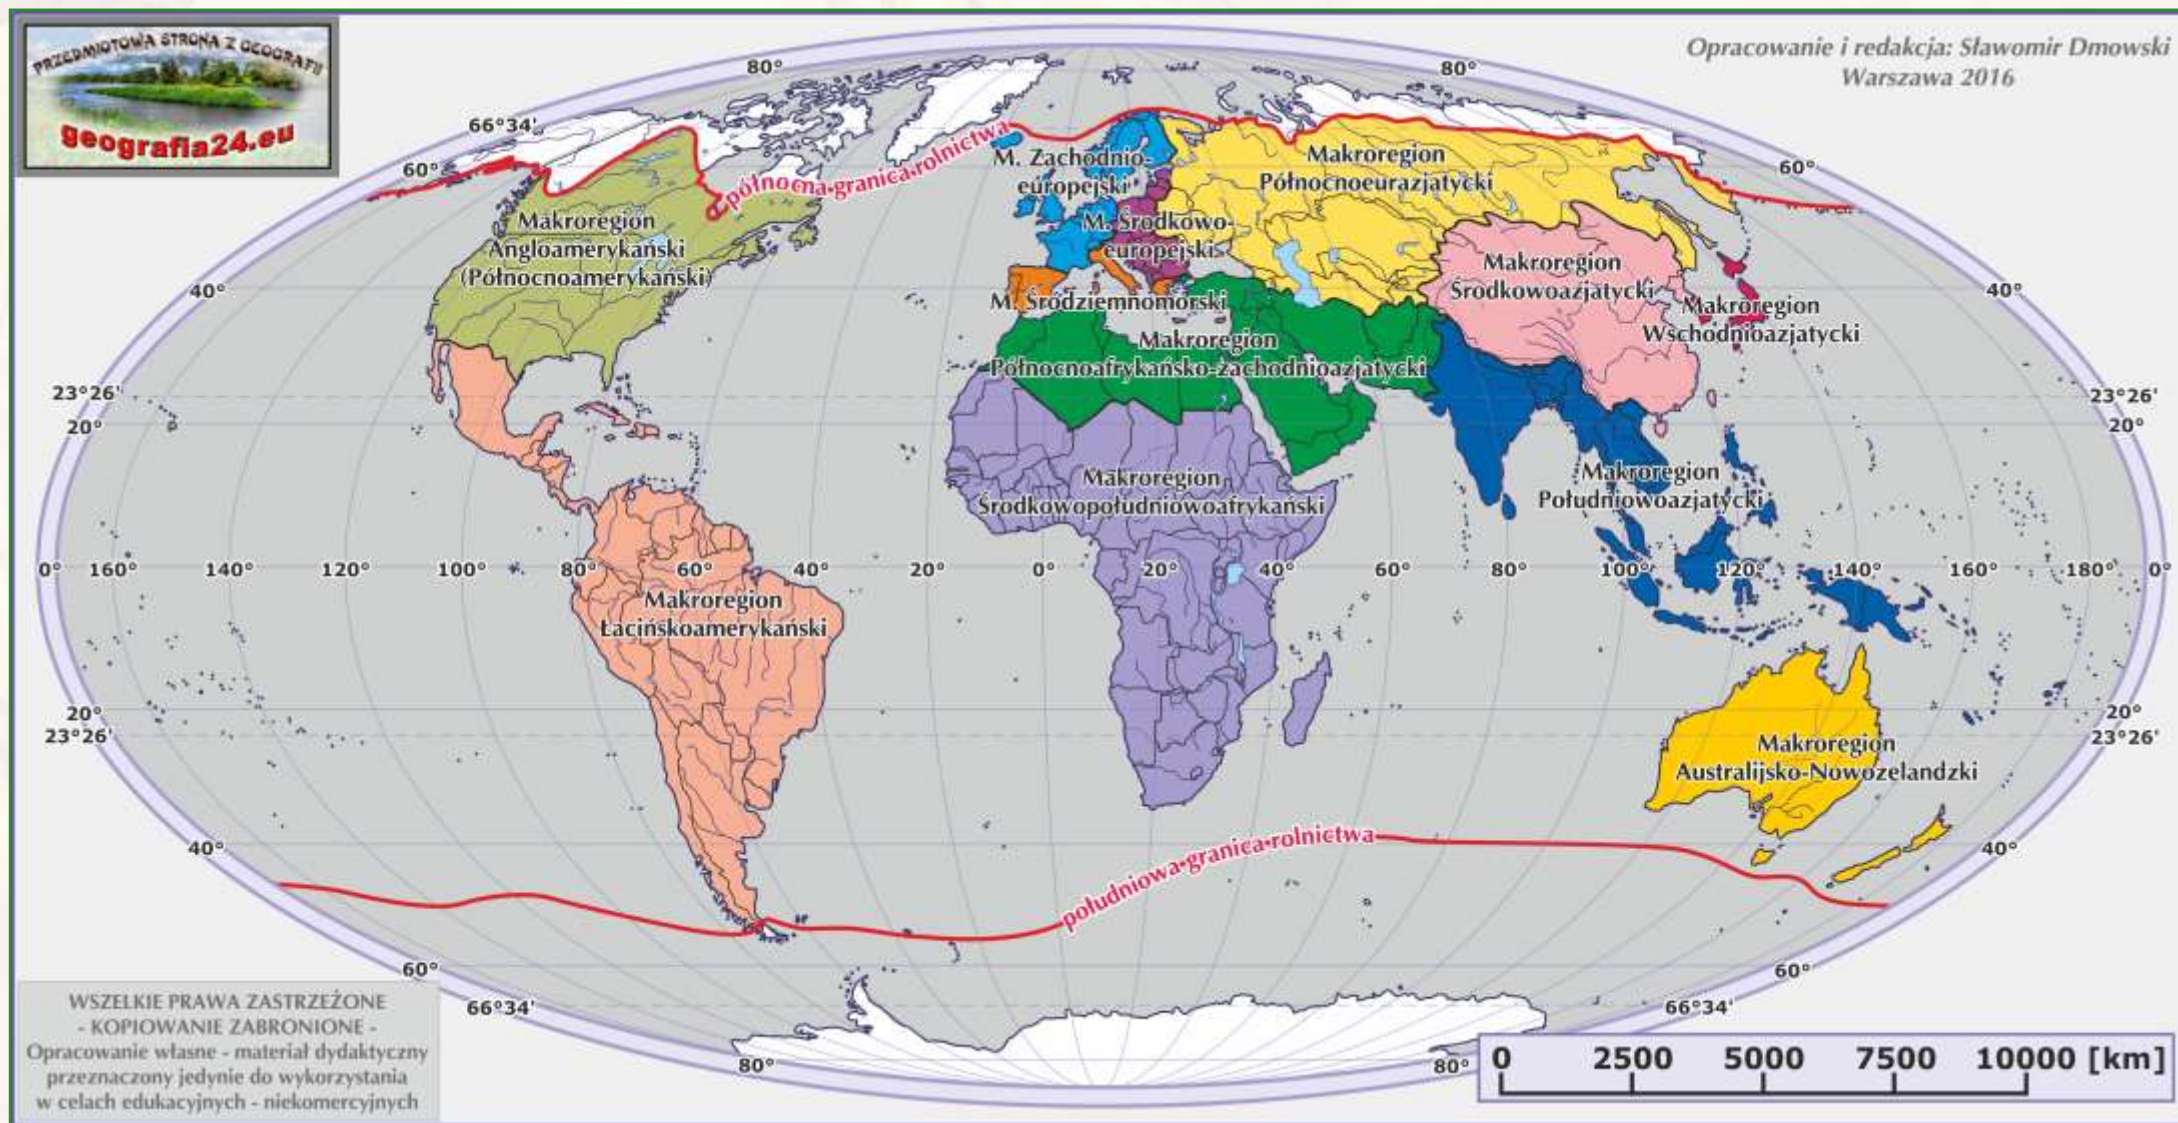 PRZEDMIOTOWA STRONA Z GEOGRAFII
geografia24.eu
Opracowanie i redakcja: Sławomir Dmowski
Warszawa 2016
80°
80°
66°34'
60°
60°
40°
40°
23°26'
23°26'
20°
20°
północna granica rolnictwa
M. Zachodnio-
europejski
Makroregion
Północnoeurazjatycki
Makroregion
Angloamerykański
(Północnoamerykański)
M. Środkowo-
europejski
Makroregion
Środkowoazjatycki
M. Śródziemnomorski
Makroregion
Wschodnioazjatycki
Makroregion
Północnoafrykańsko-zachodnioazjatycki
Makroregion
Środkowopołudniowoafrykański
Makroregion
Południowoazjatycki
0° 160° 140° 120° 100° 80° 60° 40° 20° 0° 20° 40° 60° 80° 100° 120° 140° 160° 180° 0°
Makroregion
Łacińskoamerykański
20°
20°
23°26'
23°26'
Makroregion
Australijsko-Nowozelandzki
południowa granica rolnictwa
40°
40°
60°
60°
66°34'
66°34'
80°
80°
WSZELKIE PRAWA ZASTRZEŻONE
- KOPIOWANIE ZABRONIONE -
Opracowanie własne - materiał dydaktyczny
przeznaczony jedynie do wykorzystania
w celach edukacyjnych - niekomercyjnych
0 2500 5000 7500 10000 [km]